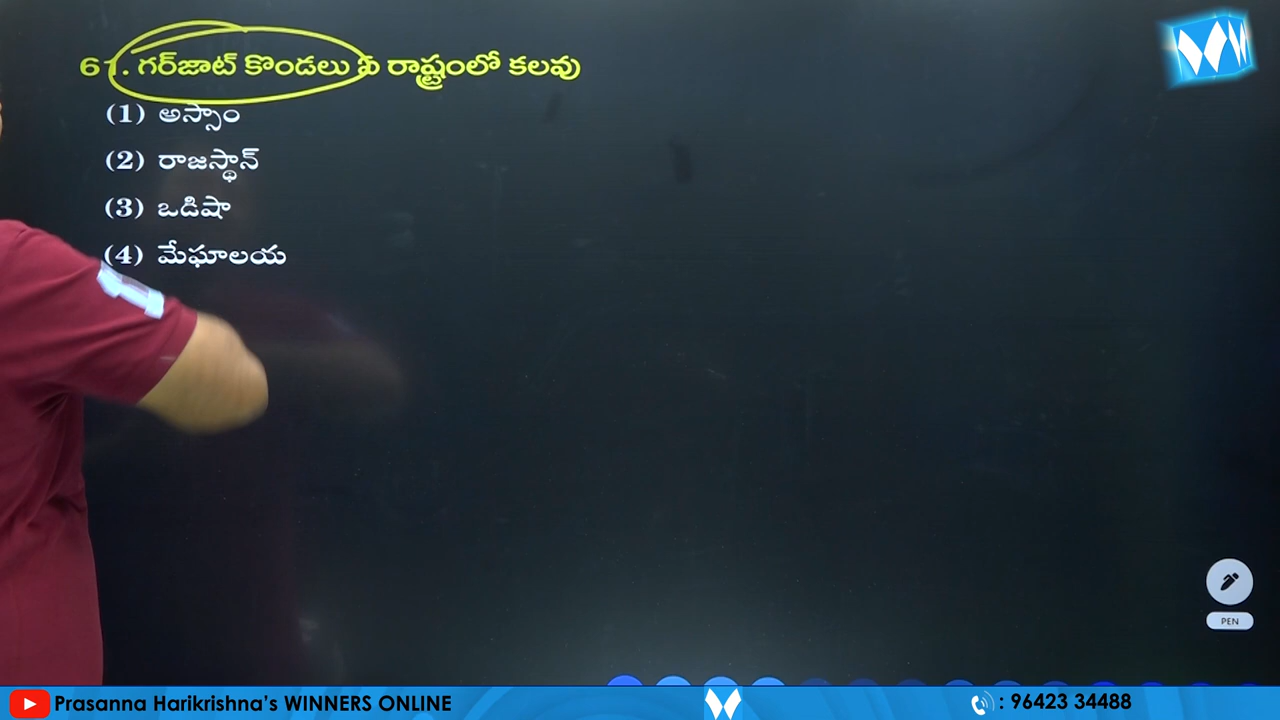 61. గర్‌జాట్ కొండలు ఏ రాష్ట్రంలో కలవు
(1) అస్సాం
(2) రాజస్థాన్
(3) ఒడిషా
(4) మేఘాలయ
PEN
Prasanna Harikrishna's WINNERS ONLINE
: 96423 34488